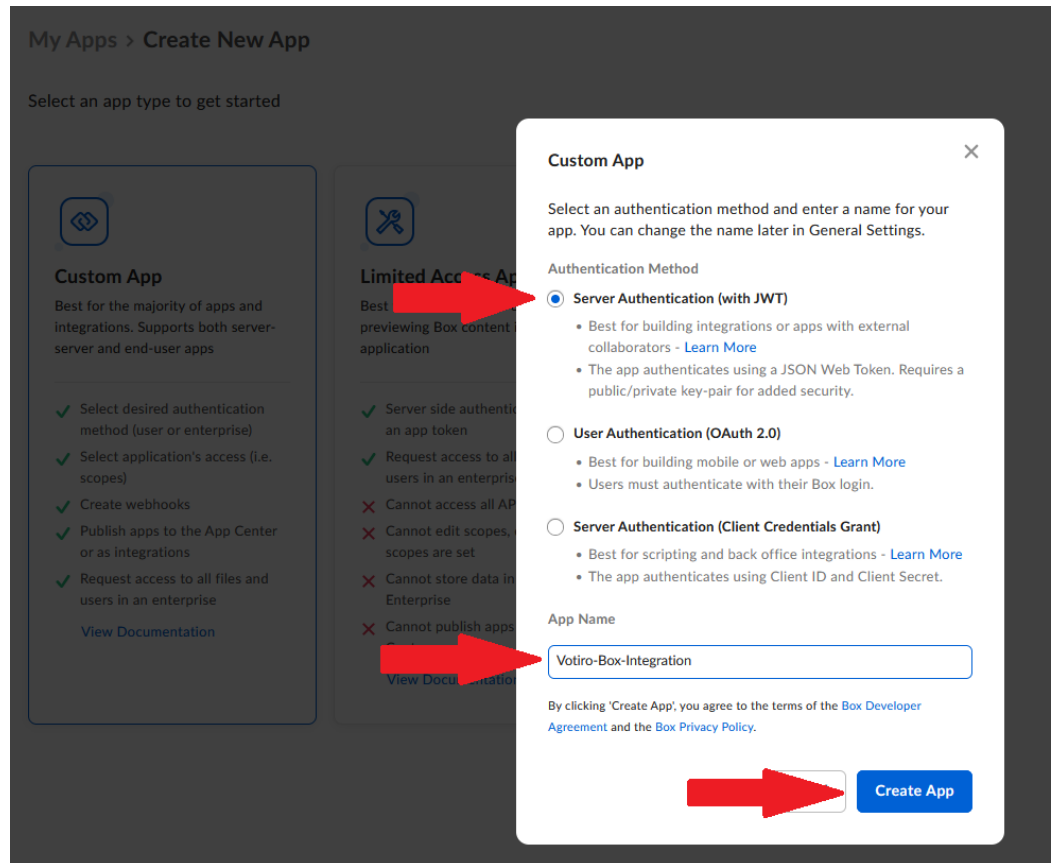 My Apps > Create New App
Select an app type to get started
Custom App
Best for the majority of apps and
integrations. Supports both server-
server and end-user apps
Select desired authentication
method (user or enterprise)
Select application's access (i.e.
scopes)
Create webhooks
Publish apps to the App Center
or as integrations
Request access to all files and
users in an enterprise
View Documentation
Limited Access Ap
Best
previewing Box content i
application
Server side authentic
an app token
Request access to all
users in an enterpris
Cannot access all AP
Cannot edit scopes,
scopes are set
Cannot store data in
Enterprise
Cannot publish apps
View Documentation
Custom App
Select an authentication method and enter a name for your
app. You can change the name later in General Settings.
Authentication Method
Server Authentication (with JWT)
• Best for building integrations or apps with external
collaborators - Learn More
• The app authenticates using a JSON Web Token. Requires a
public/private key-pair for added security.
User Authentication (OAuth 2.0)
• Best for building mobile or web apps - Learn More
• Users must authenticate with their Box login.
Server Authentication (Client Credentials Grant)
• Best for scripting and back office integrations - Learn More
• The app authenticates using Client ID and Client Secret.
App Name
Votiro-Box-Integration
By clicking 'Create App', you agree to the terms of the Box Developer
Agreement and the Box Privacy Policy.
Create App